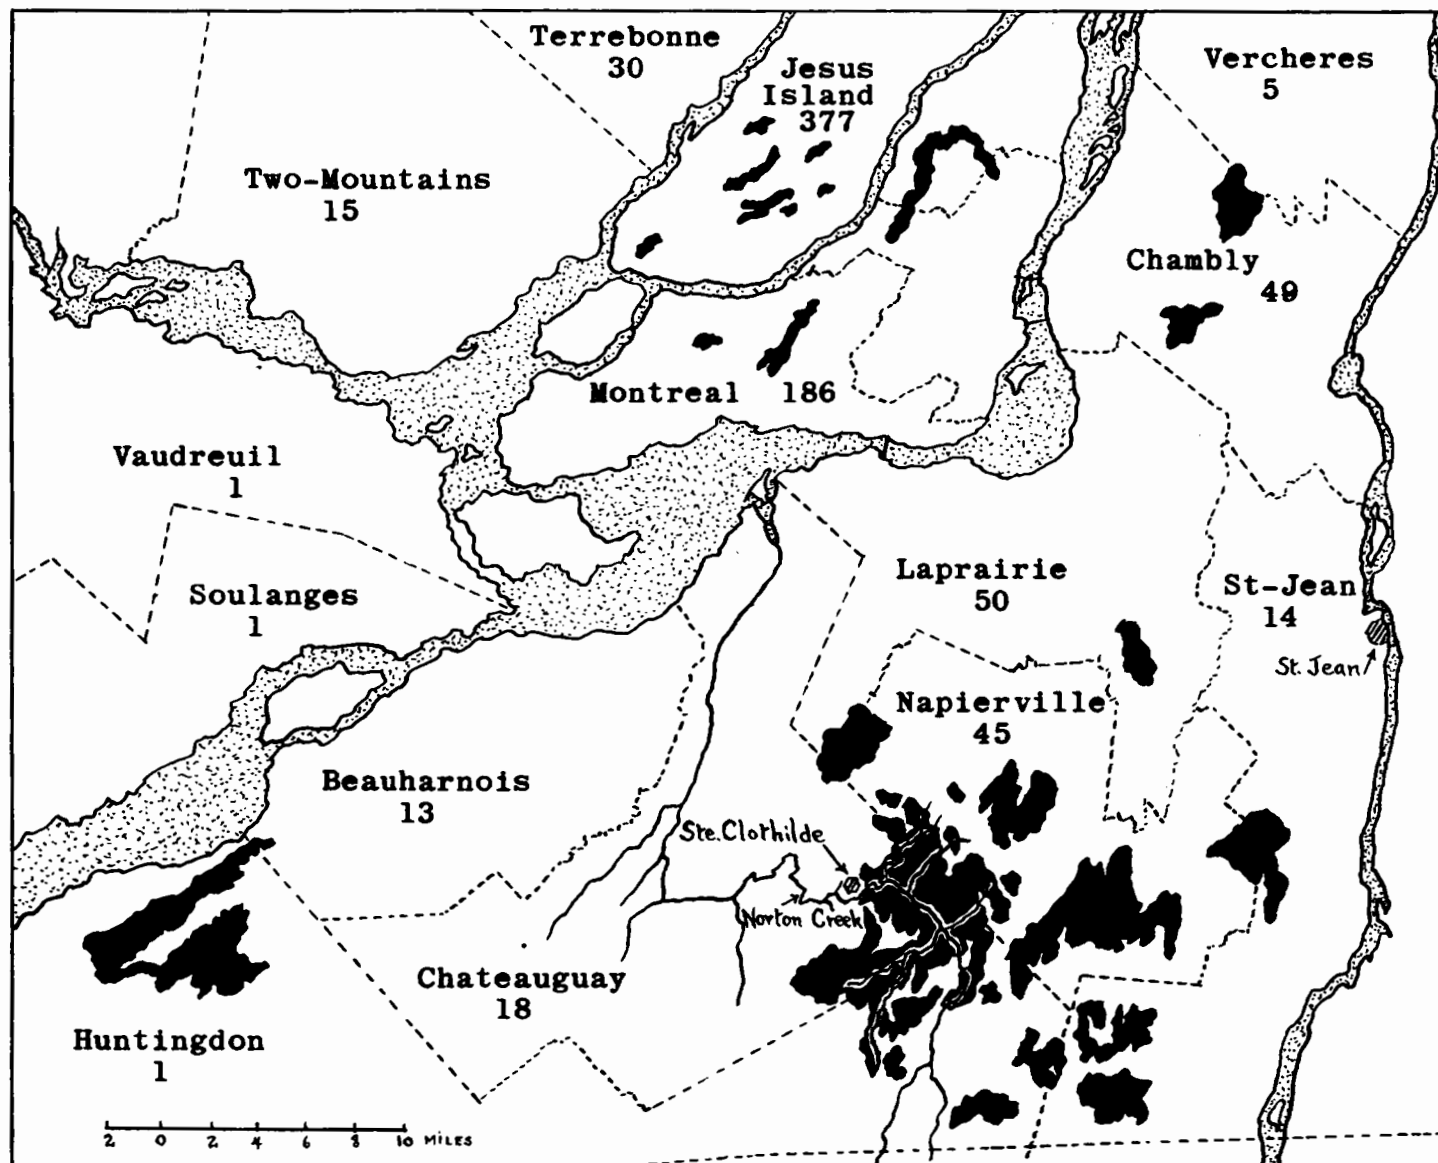 Terrebonne
30
Jesus
Island
377
Vercheres
5
Two-Mountains
15
Chambly
49
Montreal 186
Vaudreuil
1
Soulanges
1
Laprairie
50
St-Jean
14
St. Jean
Napierville
45
Beauharnois
13
Ste. Clothilde
Norton Creek
Chateauguay
18
Huntingdon
1
2 0 2 4 6 8 10 MILES